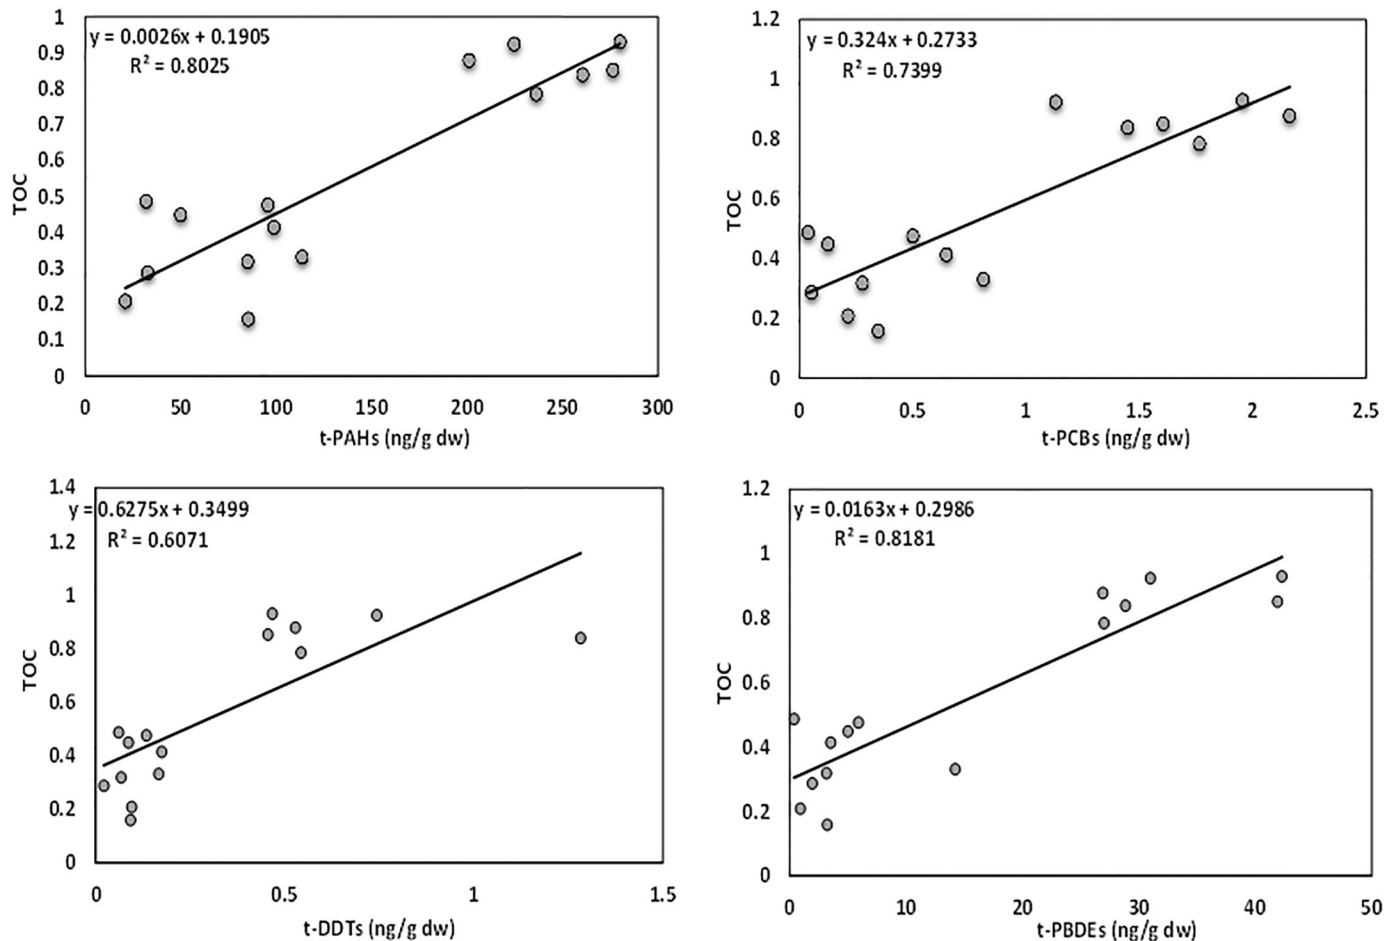 y = 0.0026x + 0.1905
R² = 0.8025
TOC
1
0.9
0.8
0.7
0.6
0.5
0.4
0.3
0.2
0.1
0
0 50 100 150 200 250 300
t-PAHs (ng/g dw)
y = 0.324x + 0.2733
R² = 0.7399
TOC
1.2
1
0.8
0.6
0.4
0.2
0
0 0.5 1 1.5 2 2.5
t-PCBs (ng/g dw)
y = 0.6275x + 0.3499
R² = 0.6071
TOC
1.4
1.2
1
0.8
0.6
0.4
0.2
0
0 0.5 1 1.5
t-DDTs (ng/g dw)
y = 0.0163x + 0.2986
R² = 0.8181
TOC
1.2
1
0.8
0.6
0.4
0.2
0
0 10 20 30 40 50
t-PBDEs (ng/g dw)